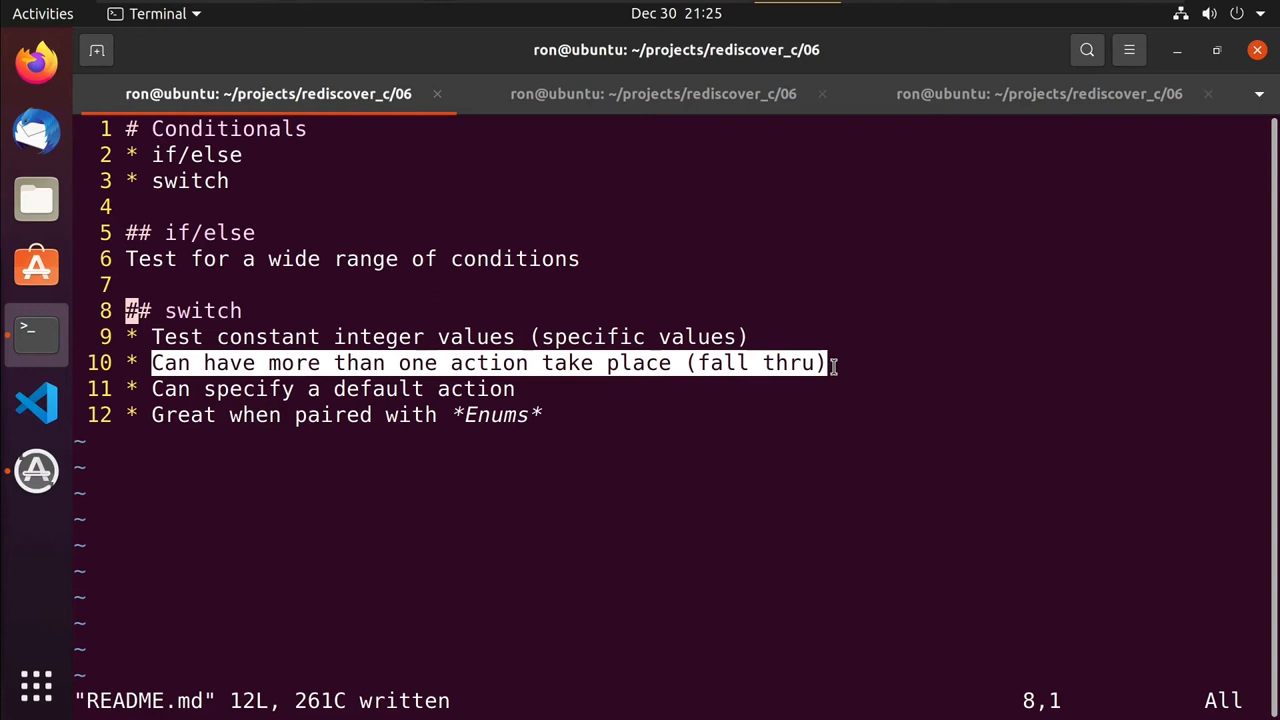 Activities
Terminal
Dec 30 21:25
ron@ubuntu: ~/projects/rediscover_c/06
ron@ubuntu: ~/projects/rediscover_c/06
ron@ubuntu: ~/projects/rediscover_c/06
ron@ubuntu: ~/projects/rediscover_c/06
1 # Conditionals
2 * if/else
3 * switch
4
5 ## if/else
6 Test for a wide range of conditions
7
8 ## switch
9 * Test constant integer values (specific values)
10 * Can have more than one action take place (fall thru)
11 * Can specify a default action
12 * Great when paired with *Enums*
~
~
~
~
~
~
~
~
~
~
"README.md" 12L, 261C written 8,1 All